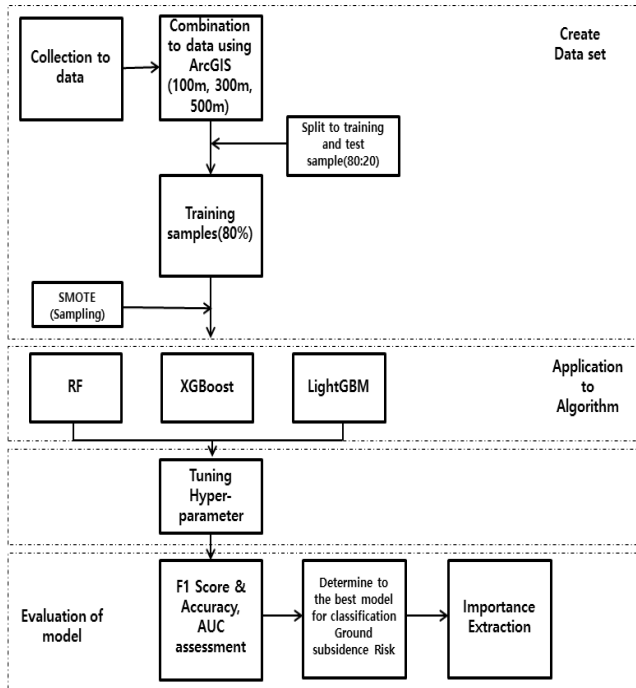 Collection to
data
Combination
to data using
ArcGIS
(100m, 300m,
500m)
Create
Data set
Split to training
and test
sample(80:20)
Training
samples(80%)
SMOTE
(Sampling)
RF
XGBoost
LightGBM
Application
to
Algorithm
Tuning
Hyper-
parameter
Evaluation of
model
F1 Score &
Accuracy,
AUC
assessment
Determine to
the best model
for classification
Ground
subsidence Risk
Importance
Extraction